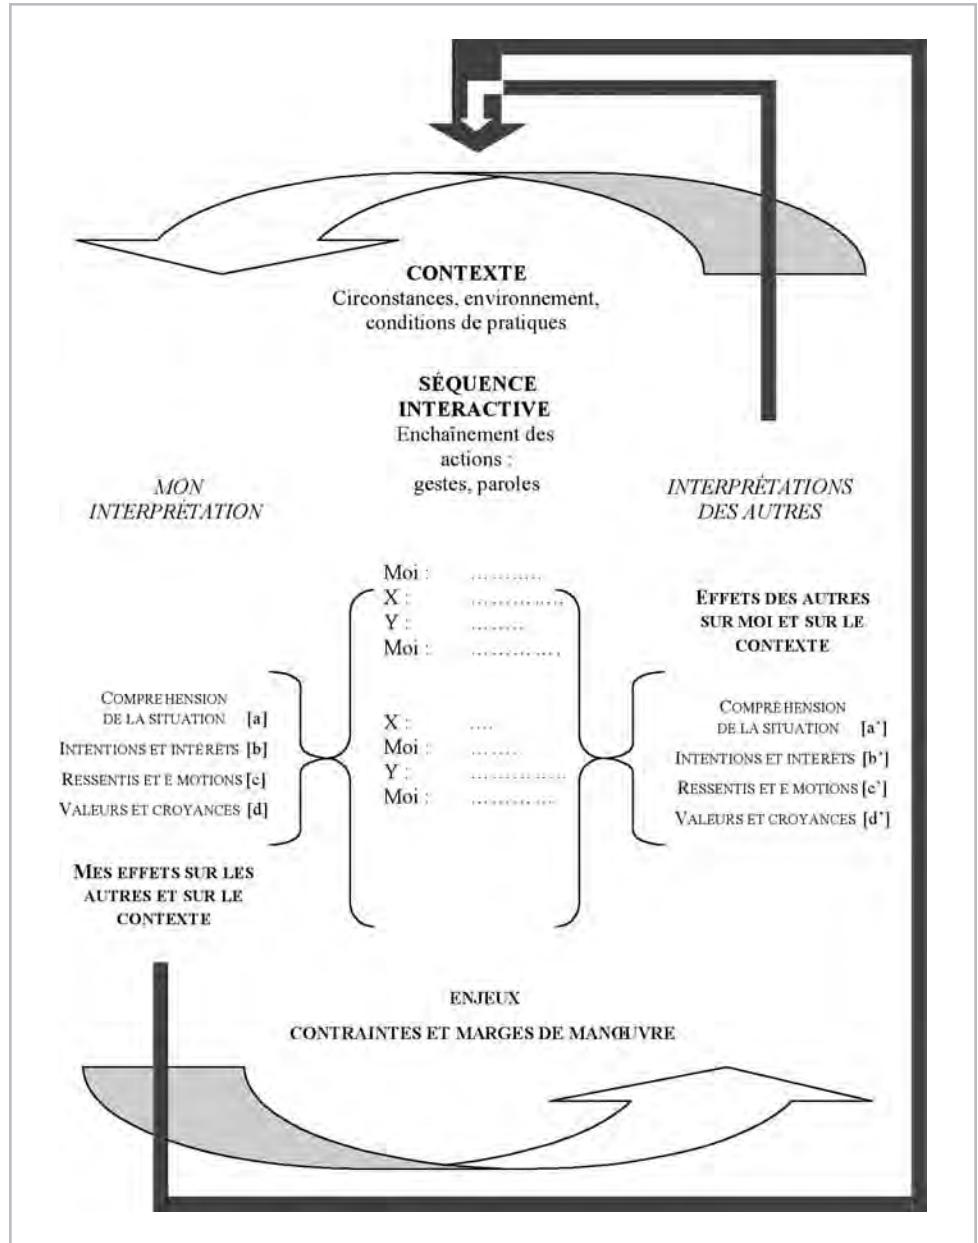 CONTEXTE
Circonstances, environnement,
conditions de pratiques
SÉQUENCE
INTERACTIVE
Enchaînement des
actions :
gestes, paroles
MON
INTERPRÉTATION
INTERPRÉTATIONS
DES AUTRES
Moi : ...........
X : ...............
Y : .........
Moi : ..............
X : ....
Moi : ........
Y : ................
Moi : .............
EFFETS DES AUTRES
SUR MOI ET SUR LE
CONTEXTE
COMPRÉHENSION
DE LA SITUATION [a]
INTENTIONS ET INTÉRÊTS [b]
RESSENTIS ET É MOTIONS [c]
VALEURS ET CROYANCES [d]
COMPRÉHENSION
DE LA SITUATION [a’]
INTENTIONS ET INTÉRÊTS [b’]
RESSENTIS ET É MOTIONS [c’]
VALEURS ET CROYANCES [d’]
MES EFFETS SUR LES
AUTRES ET SUR LE
CONTEXTE
ENJEUX
CONTRAINTES ET MARGES DE MANŒUVRE